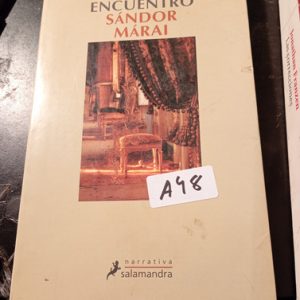 ENCUENTRO
SÁNDOR
MÁRAI
A48
narrativa
salamandra